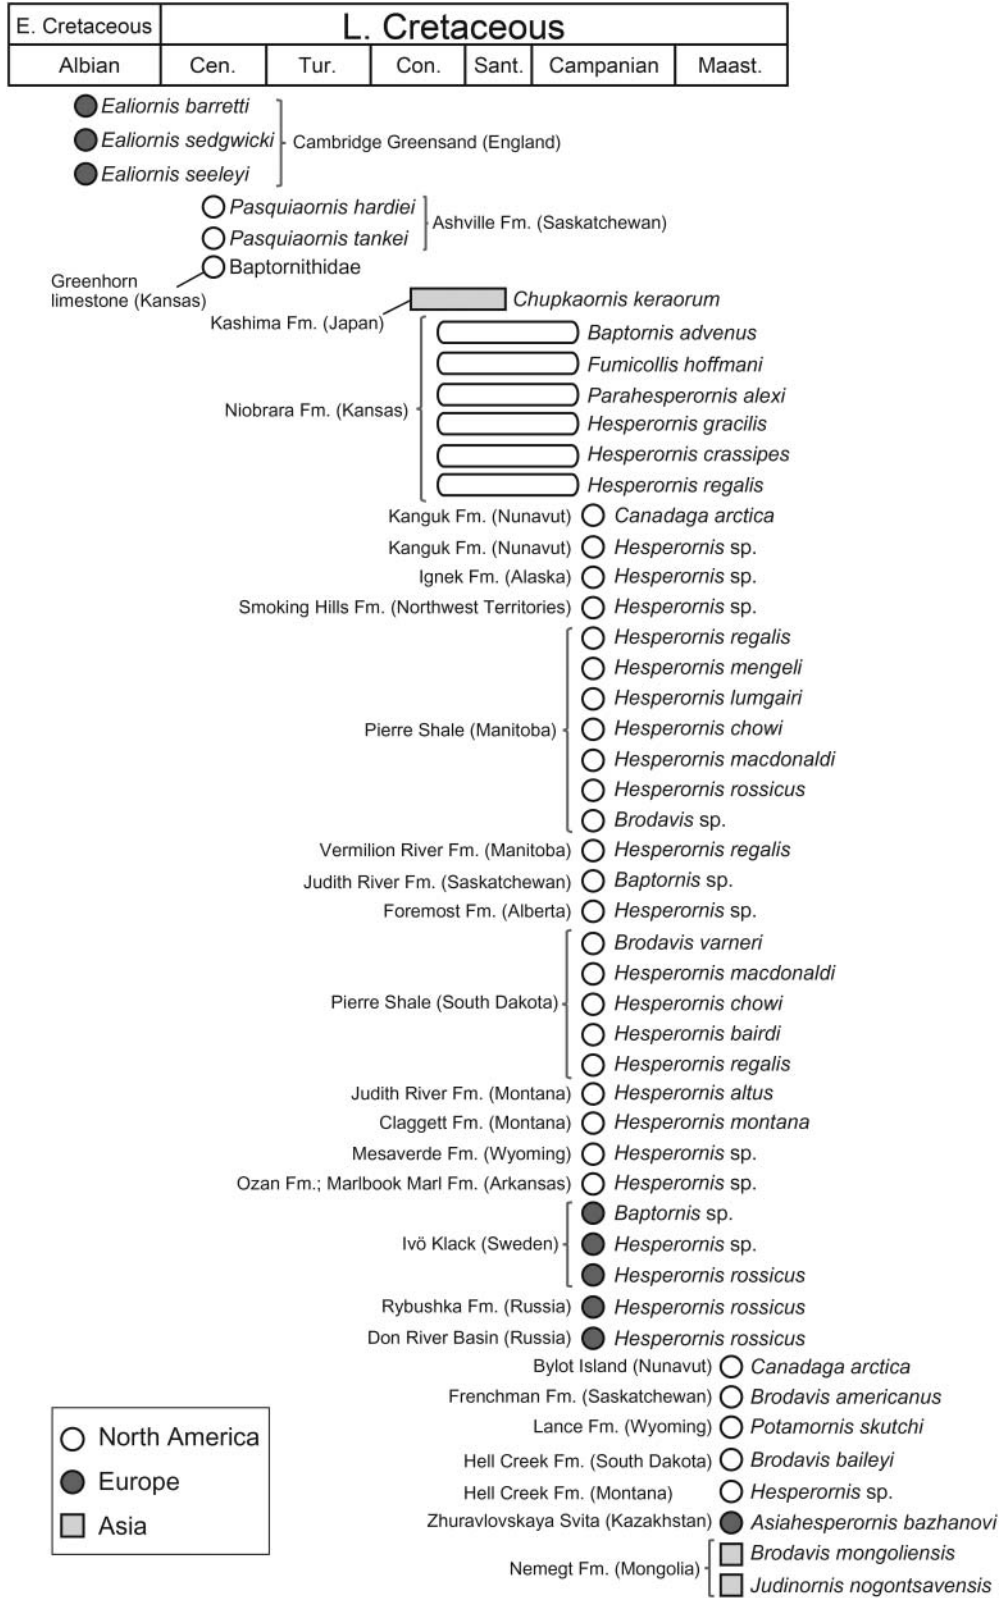 E. Cretaceous L. Cretaceous
Albian Cen. Tur. Con. Sant. Campanian Maast.
Ealiornis barretti
Ealiornis sedgwicki
Cambridge Greensand (England)
Ealiornis seeleyi
Pasquiaornis hardiei
Ashville Fm. (Saskatchewan)
Pasquiaornis tankei
Baptornithidae
Greenhorn
limestone (Kansas)
Chupkaornis keraorum
Kashima Fm. (Japan)
Baptornis advenus
Fumicollis hoffmani
Parahesperornis alexi
Niobrara Fm. (Kansas)
Hesperornis gracilis
Hesperornis crassipes
Hesperornis regalis
Kanguk Fm. (Nunavut) Canadaga arctica
Kanguk Fm. (Nunavut) Hesperornis sp.
Ignek Fm. (Alaska) Hesperornis sp.
Smoking Hills Fm. (Northwest Territories) Hesperornis sp.
Hesperornis regalis
Hesperornis mengeli
Hesperornis lumgairi
Pierre Shale (Manitoba) Hesperornis chowi
Hesperornis macdonaldi
Hesperornis rossicus
Brodavis sp.
Vermilion River Fm. (Manitoba) Hesperornis regalis
Judith River Fm. (Saskatchewan) Baptornis sp.
Foremost Fm. (Alberta) Hesperornis sp.
Brodavis varneri
Hesperornis macdonaldi
Pierre Shale (South Dakota) Hesperornis chowi
Hesperornis bairdi
Hesperornis regalis
Judith River Fm. (Montana) Hesperornis altus
Claggett Fm. (Montana) Hesperornis montana
Mesaverde Fm. (Wyoming) Hesperornis sp.
Ozan Fm.; Marlbook Marl Fm. (Arkansas) Hesperornis sp.
Baptornis sp.
Ivö Klack (Sweden) Hesperornis sp.
Hesperornis rossicus
Rybushka Fm. (Russia) Hesperornis rossicus
Don River Basin (Russia) Hesperornis rossicus
Bylot Island (Nunavut) Canadaga arctica
Frenchman Fm. (Saskatchewan) Brodavis americanus
Lance Fm. (Wyoming) Potamornis skutchi
Hell Creek Fm. (South Dakota) Brodavis baileyi
Hell Creek Fm. (Montana) Hesperornis sp.
Zhuravlovskaya Svita (Kazakhstan) Asiahesperornis bazhanovi
Brodavis mongoliensis
Nemegt Fm. (Mongolia)
Judinornis nogontsavensis
North America
Europe
Asia